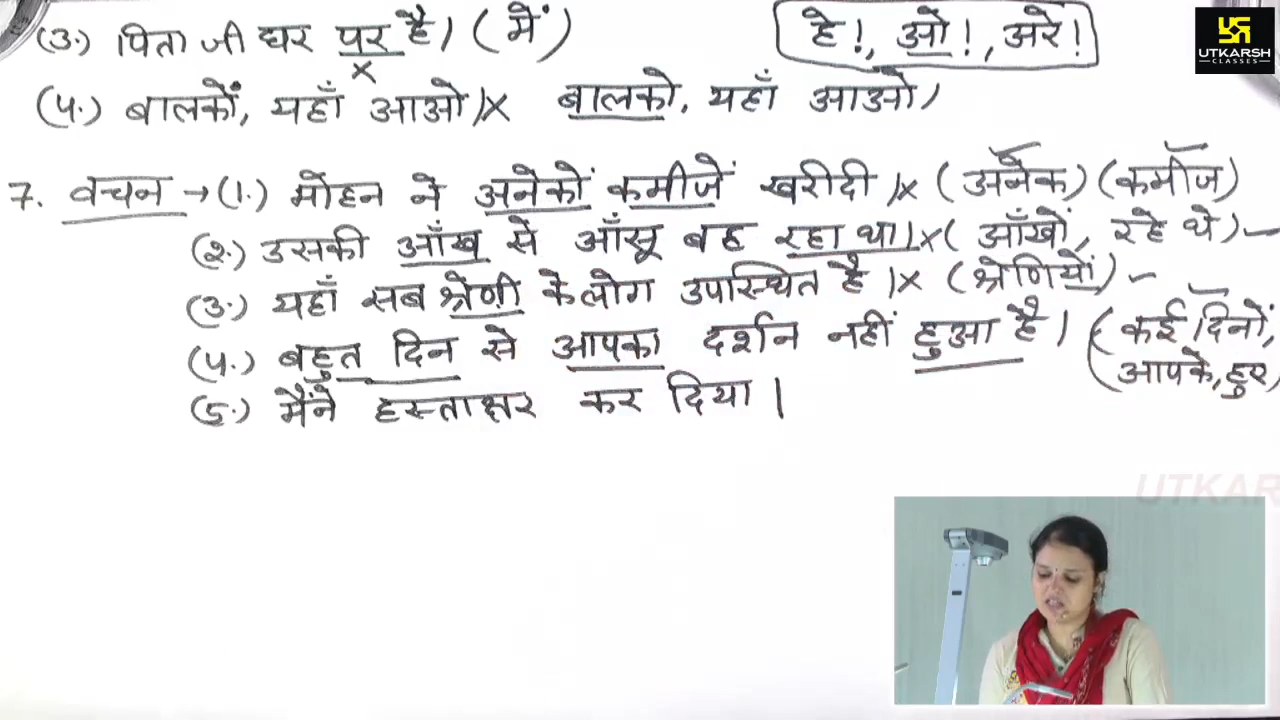 (3.) पिता जी घर पर है। (में) हे!, ओ!, अरे!
x
(4.) बालकों, यहाँ आओ।x बालको, यहाँ आओ।
7. वचन → (1.) मोहन ने अनेकों कमीजें खरीदी।x (अनेक) (कमीज)
(2.) उसकी आँख से आँसू बह रहा था।x (आँखों, रहे थे)
(3.) यहाँ सब श्रेणी के लोग उपस्थित है।x (श्रेणियों)
(4.) बहुत दिन से आपका दर्शन नहीं हुआ है। (कई दिनों,
आपके, हुए)
(5.) मैंने हस्ताक्षर कर दिया।
UTKARSH
CLASSES
UTKAR